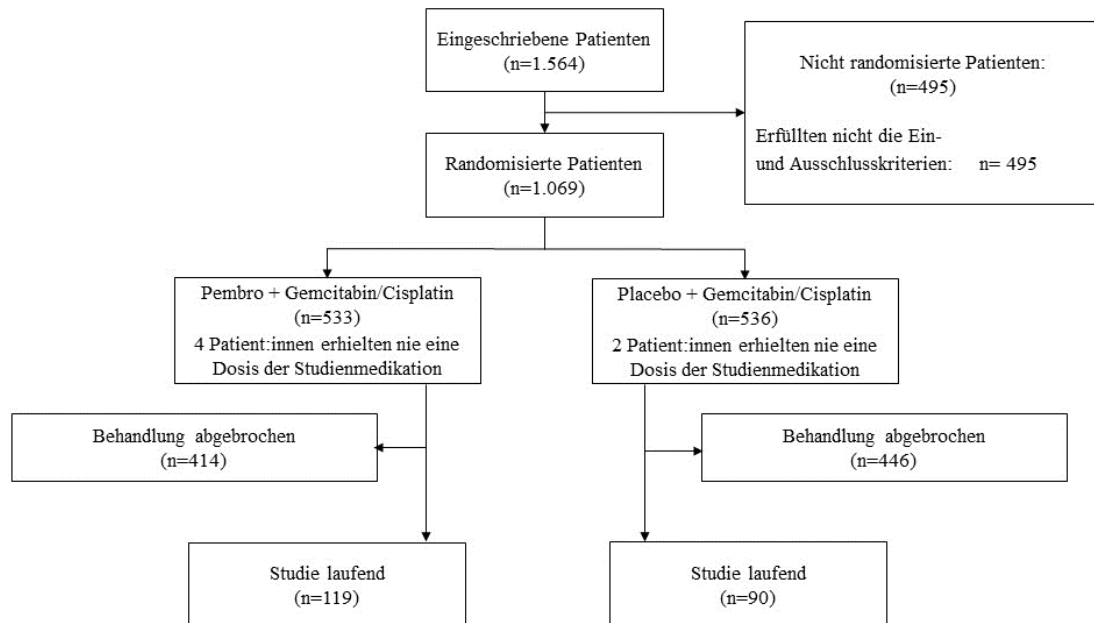 Eingeschriebene Patienten
(n=1.564)
Nicht randomisierte Patienten:
(n=495)
Erfüllten nicht die Ein-
und Ausschlusskriterien: n= 495
Randomisierte Patienten
(n=1.069)
Pembro + Gemcitabin/Cisplatin
(n=533)
4 Patient:innen erhielten nie eine
Dosis der Studienmedikation
Placebo + Gemcitabin/Cisplatin
(n=536)
2 Patient:innen erhielten nie eine
Dosis der Studienmedikation
Behandlung abgebrochen
(n=414)
Behandlung abgebrochen
(n=446)
Studie laufend
(n=119)
Studie laufend
(n=90)